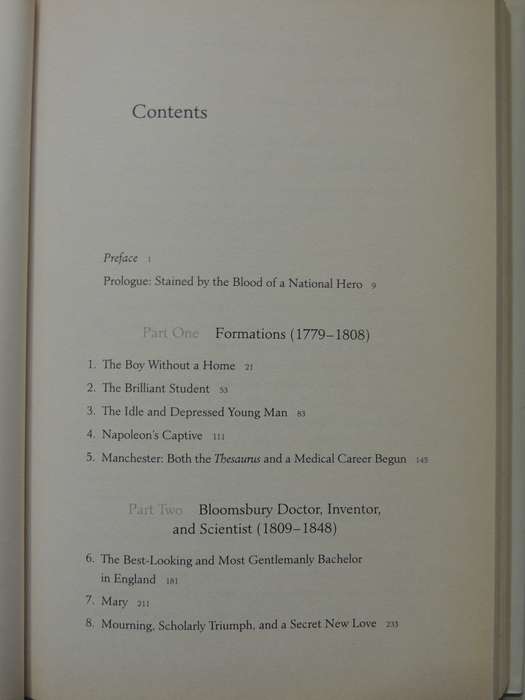 Contents
Preface 1
Prologue: Stained by the Blood of a National Hero 9
Part One Formations (1779–1808)
1. The Boy Without a Home 21
2. The Brilliant Student 53
3. The Idle and Depressed Young Man 83
4. Napoleon's Captive 111
5. Manchester: Both the Thesaurus and a Medical Career Begun 145
Part Two Bloomsbury Doctor, Inventor,
and Scientist (1809–1848)
6. The Best-Looking and Most Gentlemanly Bachelor
in England 181
7. Mary 211
8. Mourning, Scholarly Triumph, and a Secret New Love 233